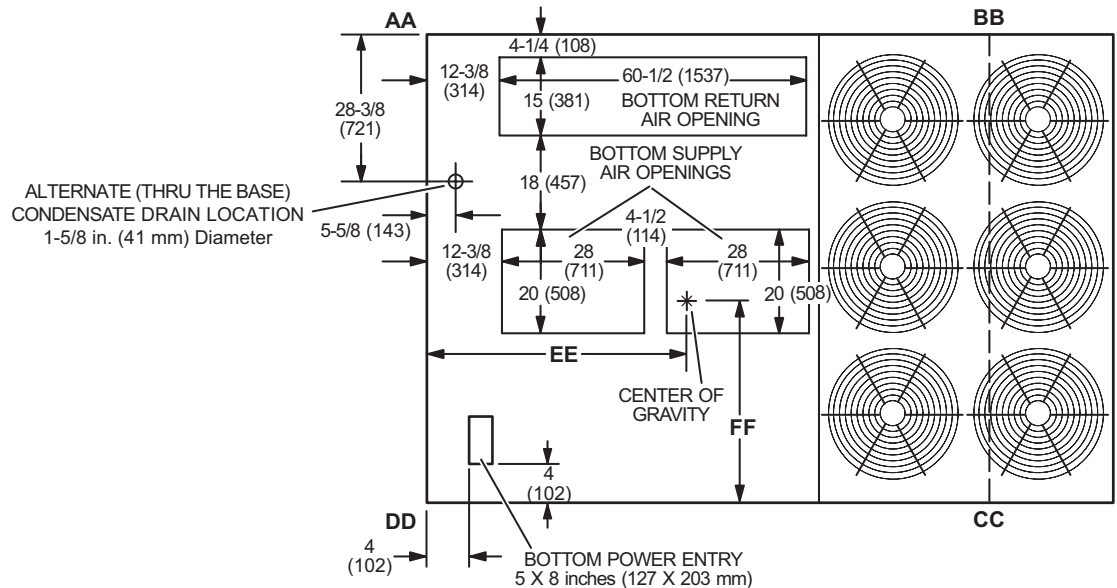 AA
BB
4-1/4 (108)
12-3/8
(314)
60-1/2 (1537)
28-3/8
(721)
15 (381)
BOTTOM RETURN
AIR OPENING
BOTTOM SUPPLY
AIR OPENINGS
18 (457)
ALTERNATE (THRU THE BASE)
CONDENSATE DRAIN LOCATION
1-5/8 in. (41 mm) Diameter
5-5/8 (143)
4-1/2
(114)
12-3/8
(314)
28
(711)
28
(711)
20 (508)
20 (508)
EE
CENTER OF
GRAVITY
FF
4
(102)
DD
CC
4
(102)
BOTTOM POWER ENTRY
5 X 8 inches (127 X 203 mm)